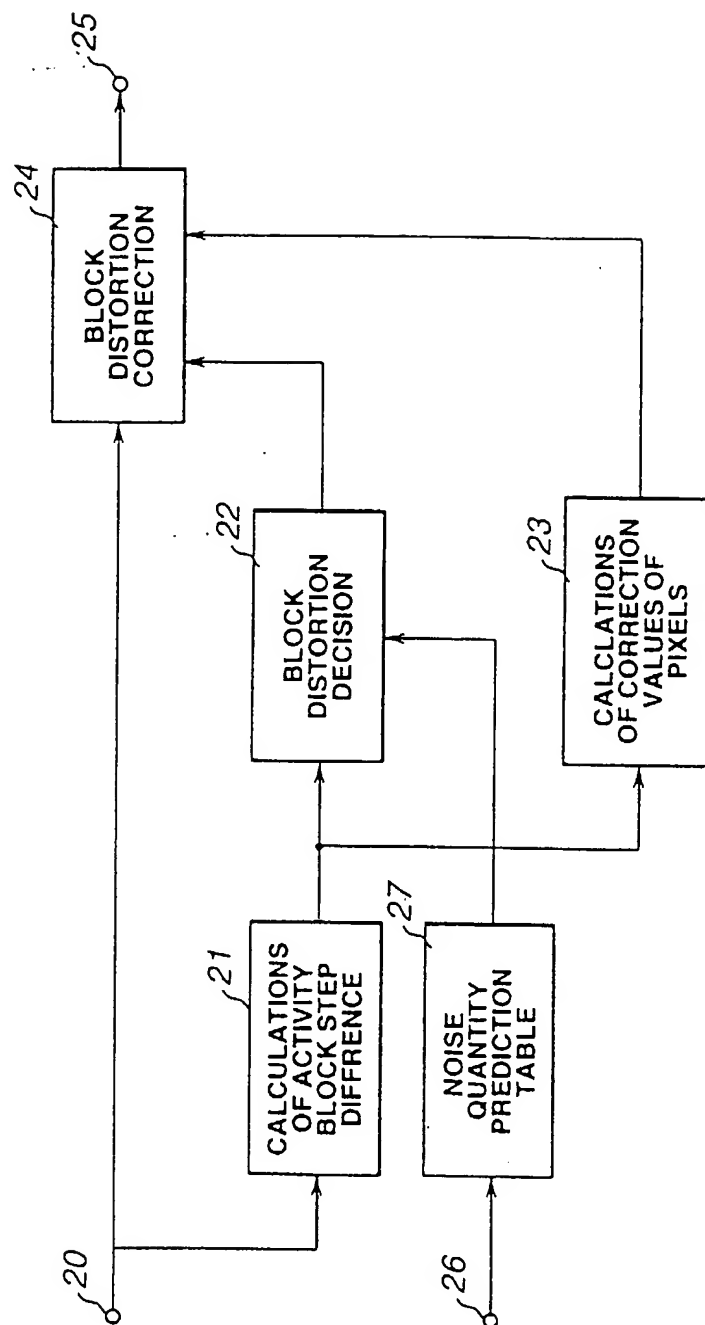 20
24
BLOCK
DISTORTION
CORRECTION
25
21
CALCULATIONS
OF ACTIVITY
BLOCK STEP
DIFFRENCE
22
BLOCK
DISTORTION
DECISION
26
27
NOISE
QUANTITY
PREDICTION
TABLE
23
CALCLATIONS
OF CORRECTION
VALUES OF
PIXELS